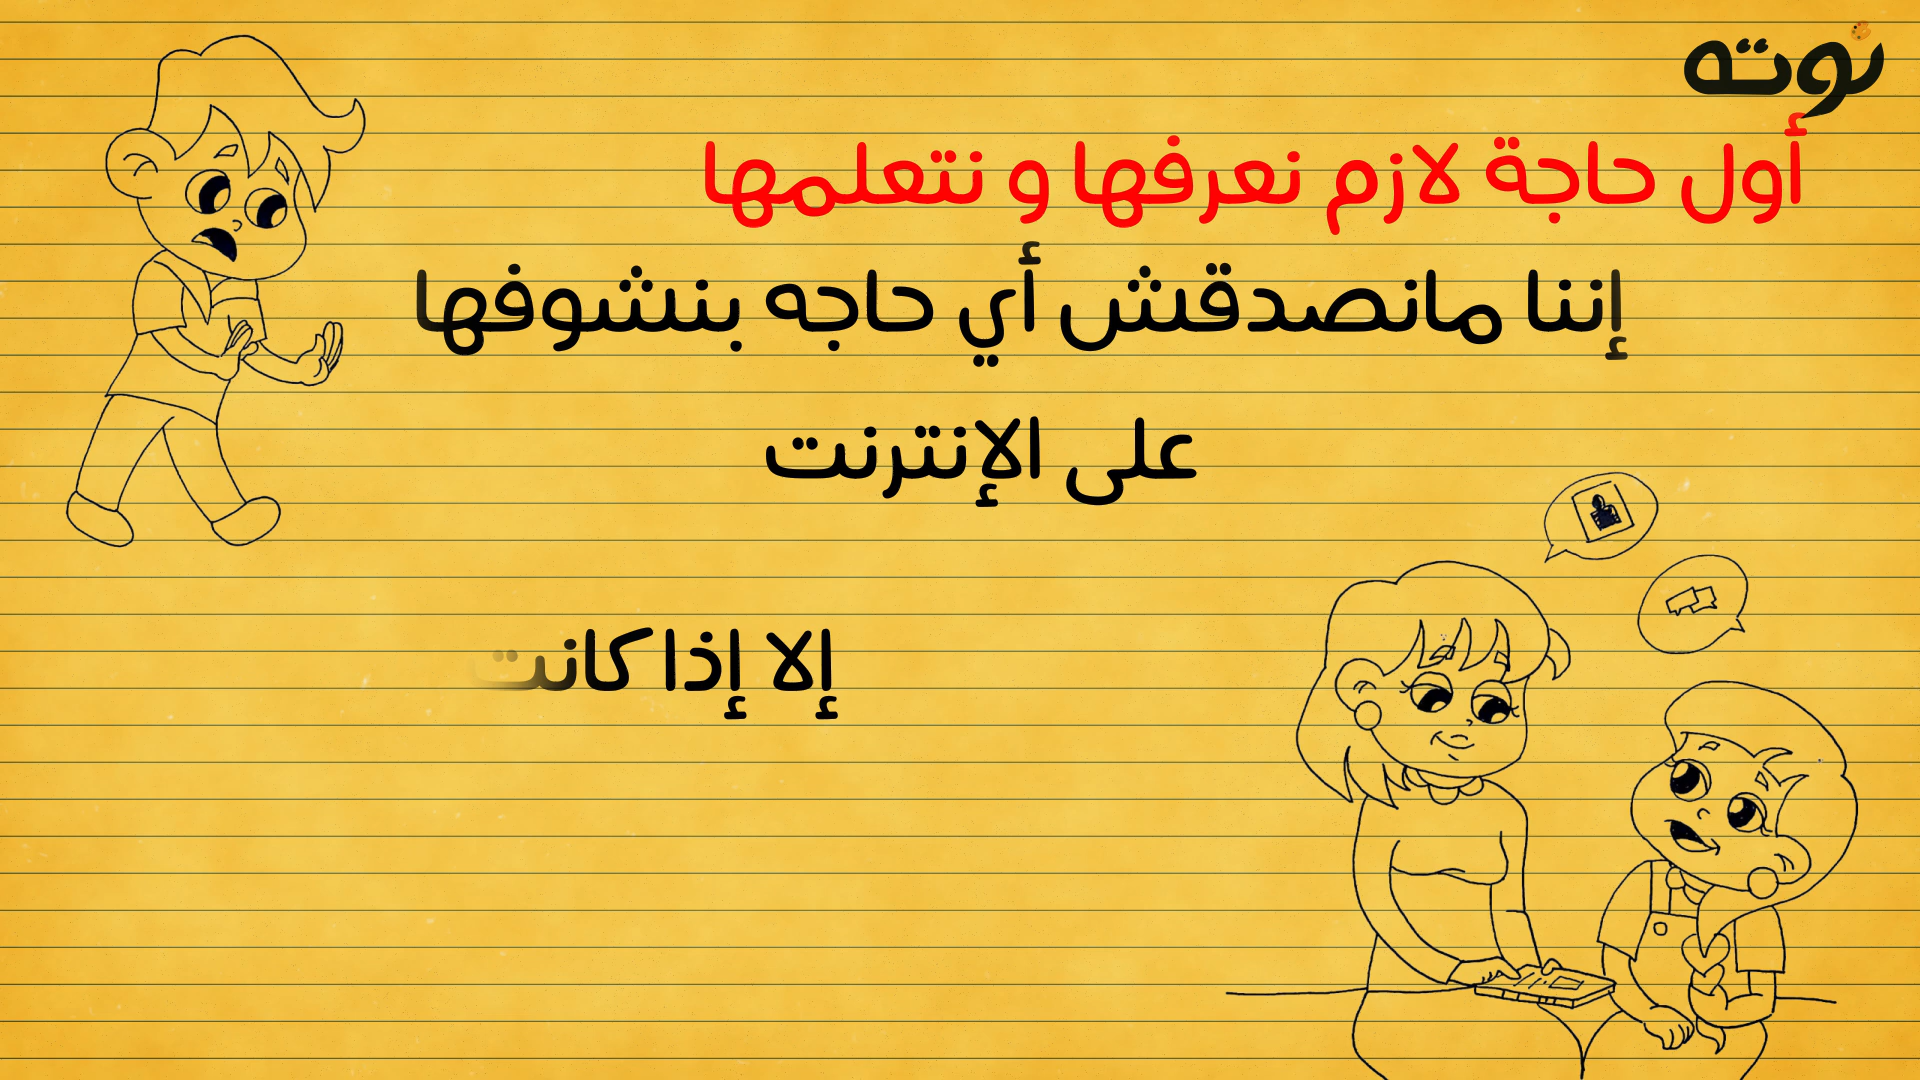 نوته
أول حاجة لازم نعرفها و نتعلمها
إننا مانصدقش أي حاجه بنشوفها
على الإنترنت
إلا إذا كانت